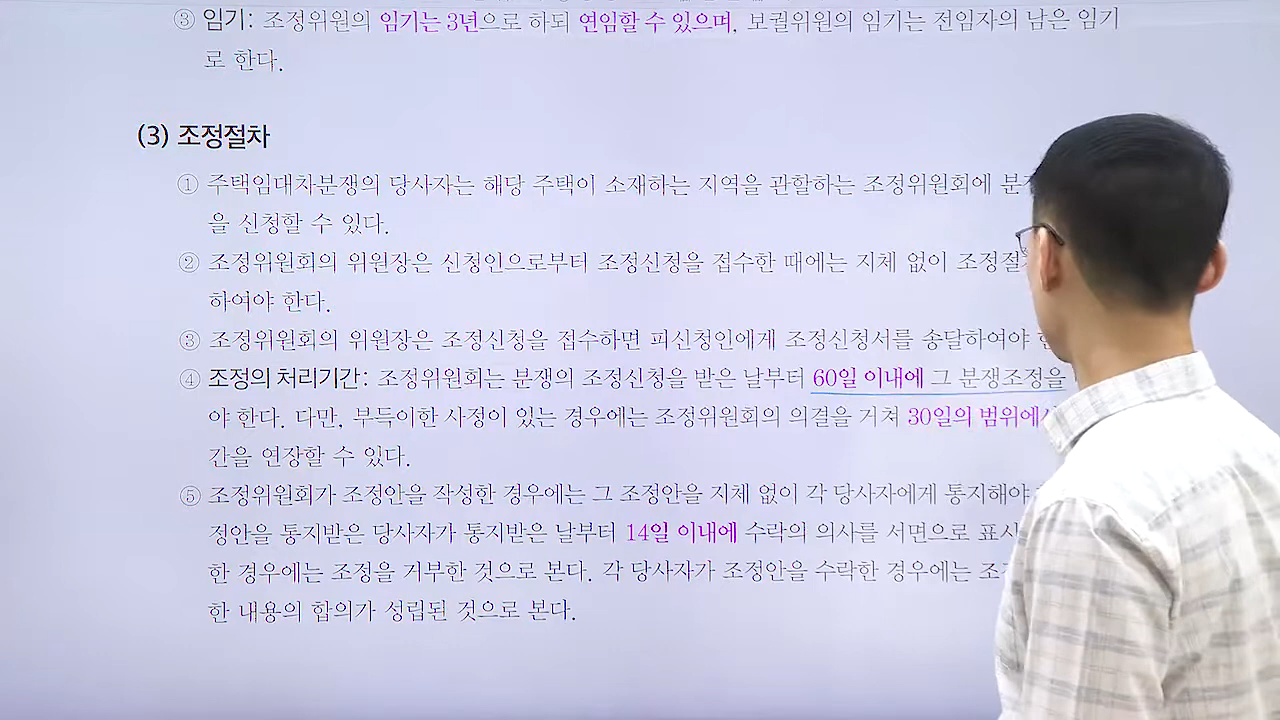 ③ 임기: 조정위원의 임기는 3년으로 하되 연임할 수 있으며, 보궐위원의 임기는 전임자의 남은 임기
로 한다.
(3) 조정절차
① 주택임대차분쟁의 당사자는 해당 주택이 소재하는 지역을 관할하는 조정위원회에
을 신청할 수 있다.
② 조정위원회의 위원장은 신청인으로부터 조정신청을 접수한 때에는 지체 없이
하여야 한다.
③ 조정위원회의 위원장은 조정신청을 접수하면 피신청인에게 조정신청서를 송달하여야
④ 조정의 처리기간: 조정위원회는 분쟁의 조정신청을 받은 날부터 60일 이내에 그 분쟁조정을
야 한다. 다만, 부득이한 사정이 있는 경우에는 조정위원회의 의결을 거쳐 30일의 범위에
간을 연장할 수 있다.
⑤ 조정위원회가 조정안을 작성한 경우에는 그 조정안을 지체 없이 각 당사자에게 통지해야
정안을 통지받은 당사자가 통지받은 날부터 14일 이내에 수락의 의사를 서면으로
한 경우에는 조정을 거부한 것으로 본다. 각 당사자가 조정안을 수락한 경우에는
한 내용의 합의가 성립된 것으로 본다.